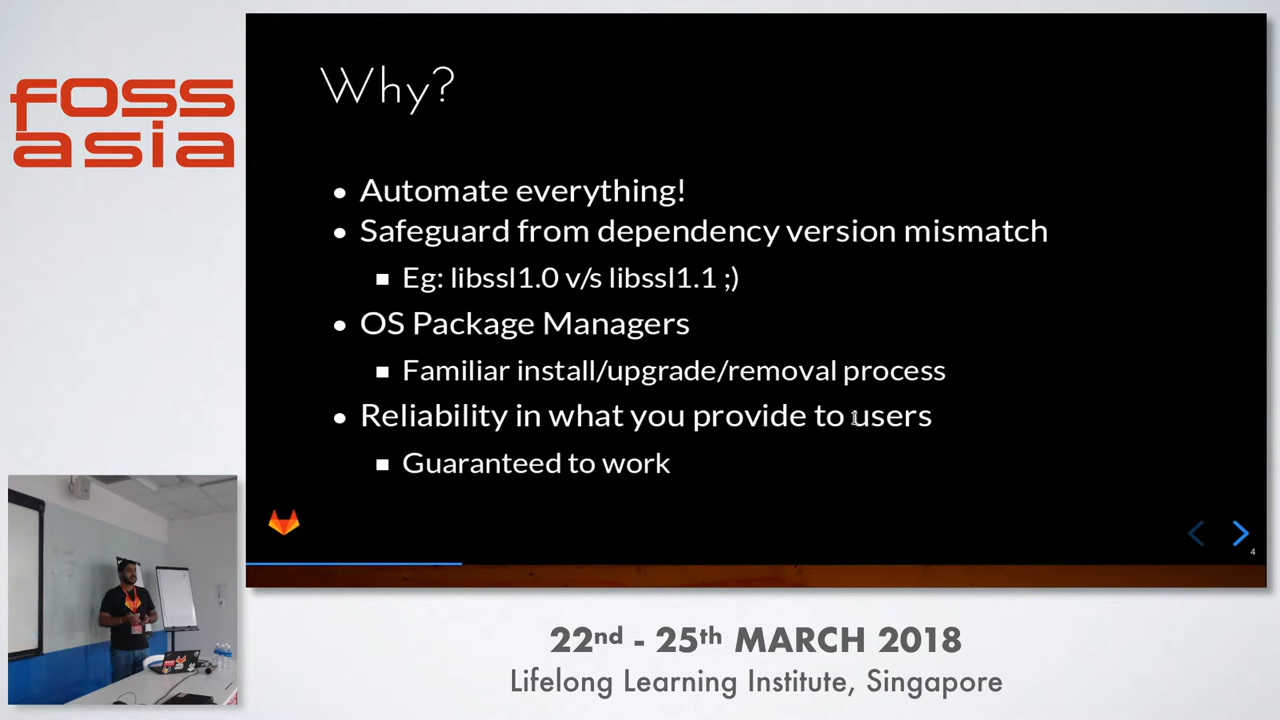 foss
asia
Why?
Automate everything!
Safeguard from dependency version mismatch
Eg: libssl1.0 v/s libssl1.1 ;)
OS Package Managers
Familiar install/upgrade/removal process
Reliability in what you provide to users
Guaranteed to work
4
22nd - 25th MARCH 2018
Lifelong Learning Institute, Singapore